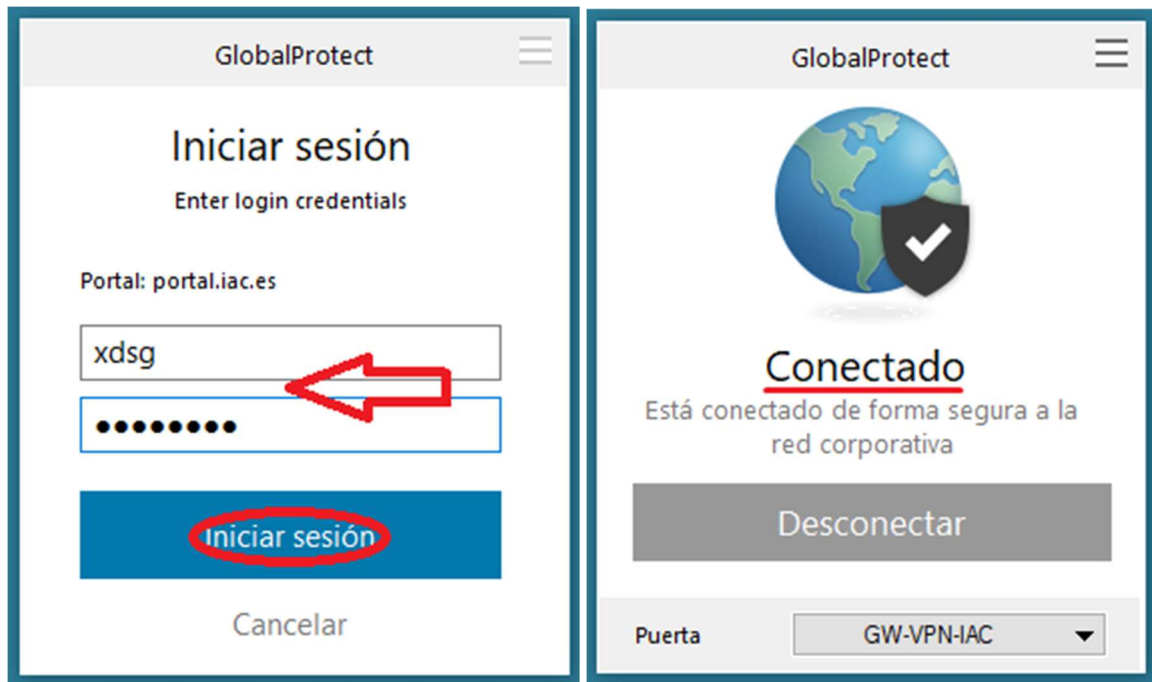 GlobalProtect
Iniciar sesión
Enter login credentials
Portal: portal.iac.es
xdsg
••••••••
Iniciar sesión
Cancelar
GlobalProtect
Conectado
Está conectado de forma segura a la
red corporativa
Desconectar
Puerta
GW-VPN-IAC